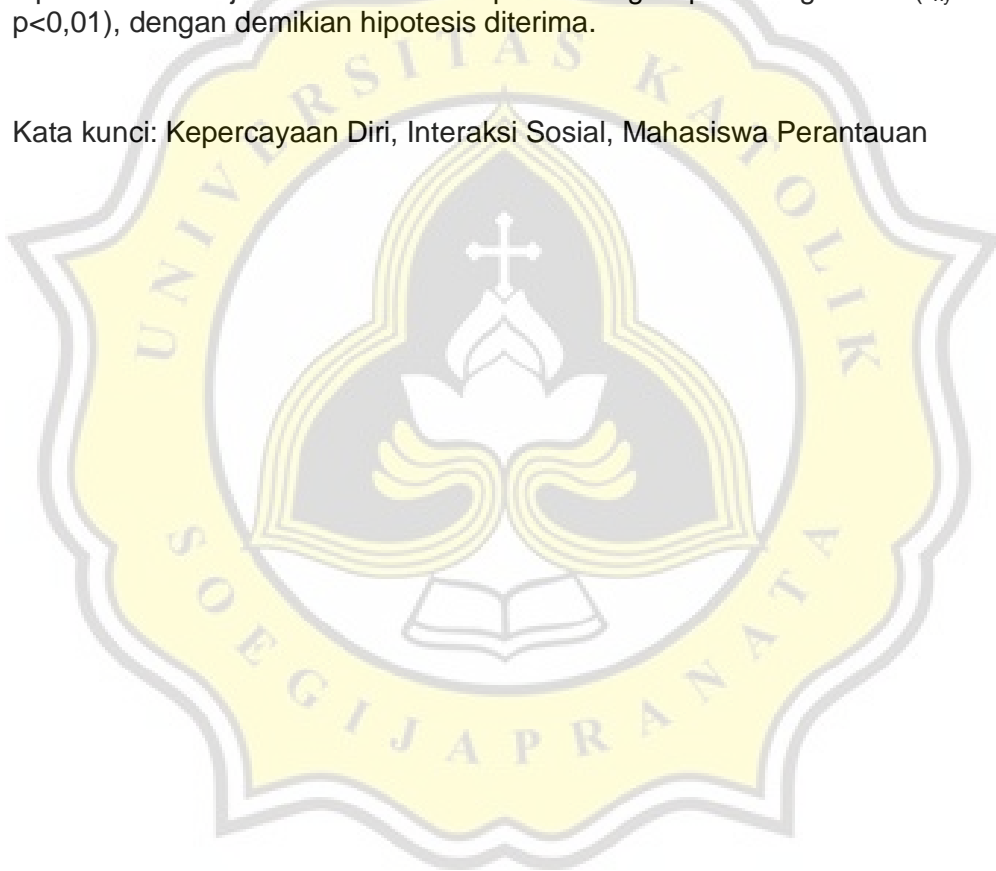 p<0,01), dengan demikian hipotesis diterima.
Kata kunci: Kepercayaan Diri, Interaksi Sosial, Mahasiswa Perantauan
UNIVERSITAS KATOLIK
SOEGIJAPRANATA